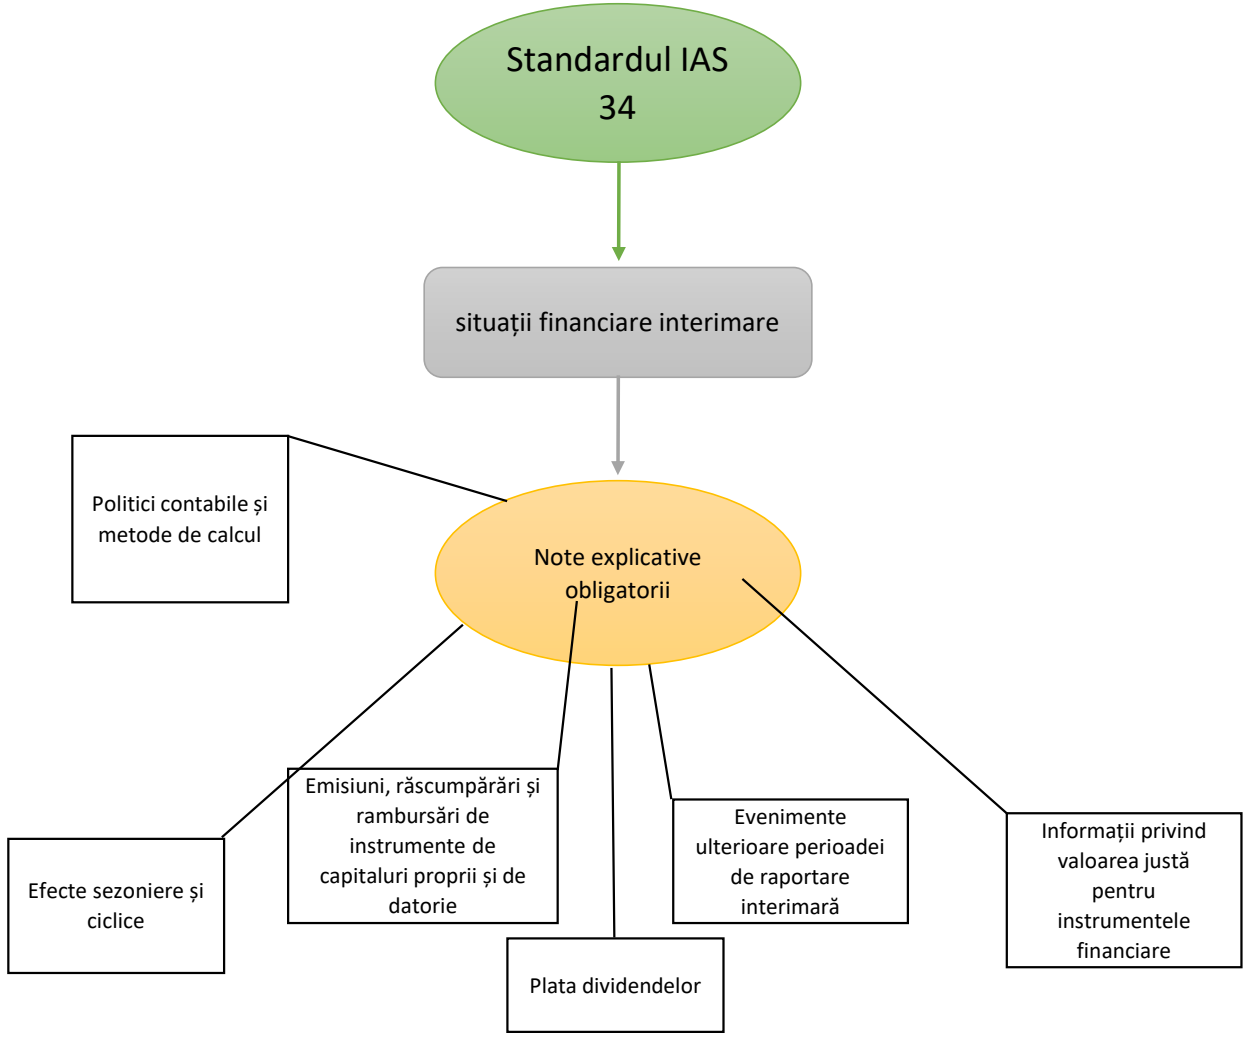 Standardul IAS
34
situații financiare interimare
Politici contabile și
metode de calcul
Note explicative
obligatorii
Efecte sezoniere și
ciclice
Emisiuni, răscumpărări și
rambursări de
instrumente de
capitaluri proprii și de
datorie
Plata dividendelor
Evenimente
ulterioare perioadei
de raportare
interimară
Informații privind
valoarea justă
pentru
instrumentele
financiare